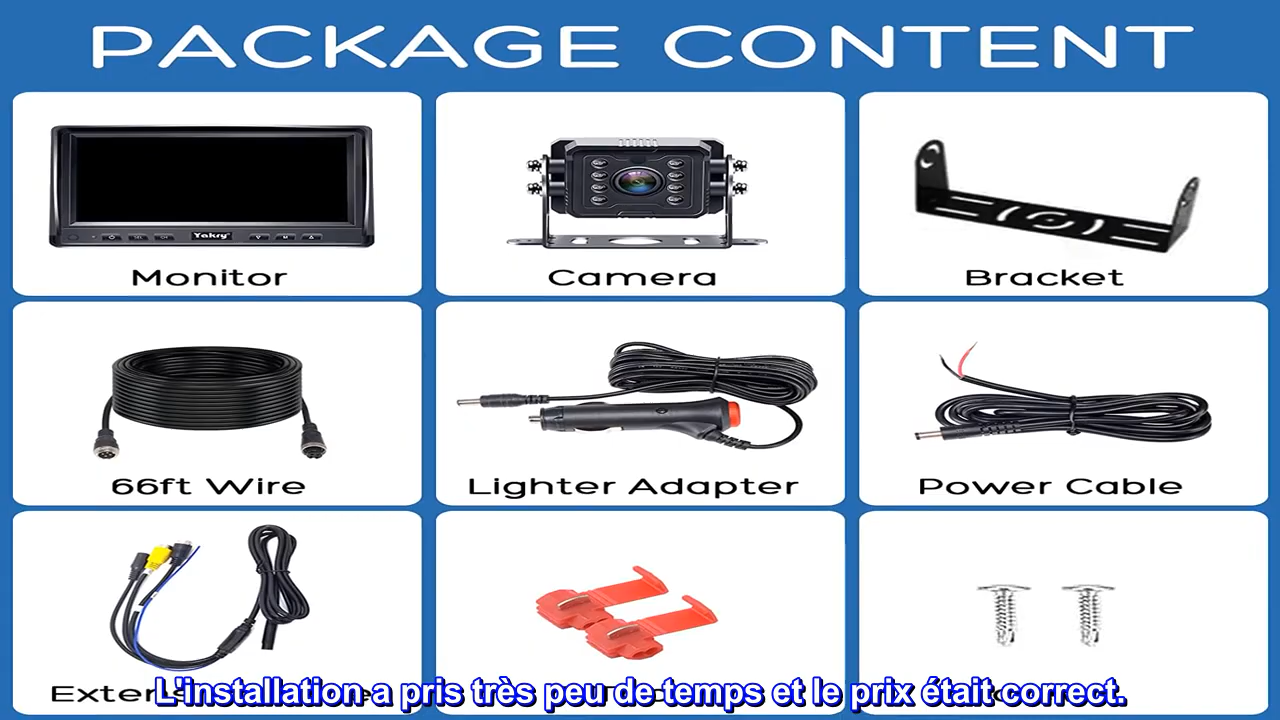 PACKAGE CONTENT
Yakry
Monitor
Camera
Bracket
66ft Wire
Lighter Adapter
Power Cable
L'installation a pris très peu de temps et le prix était correct.